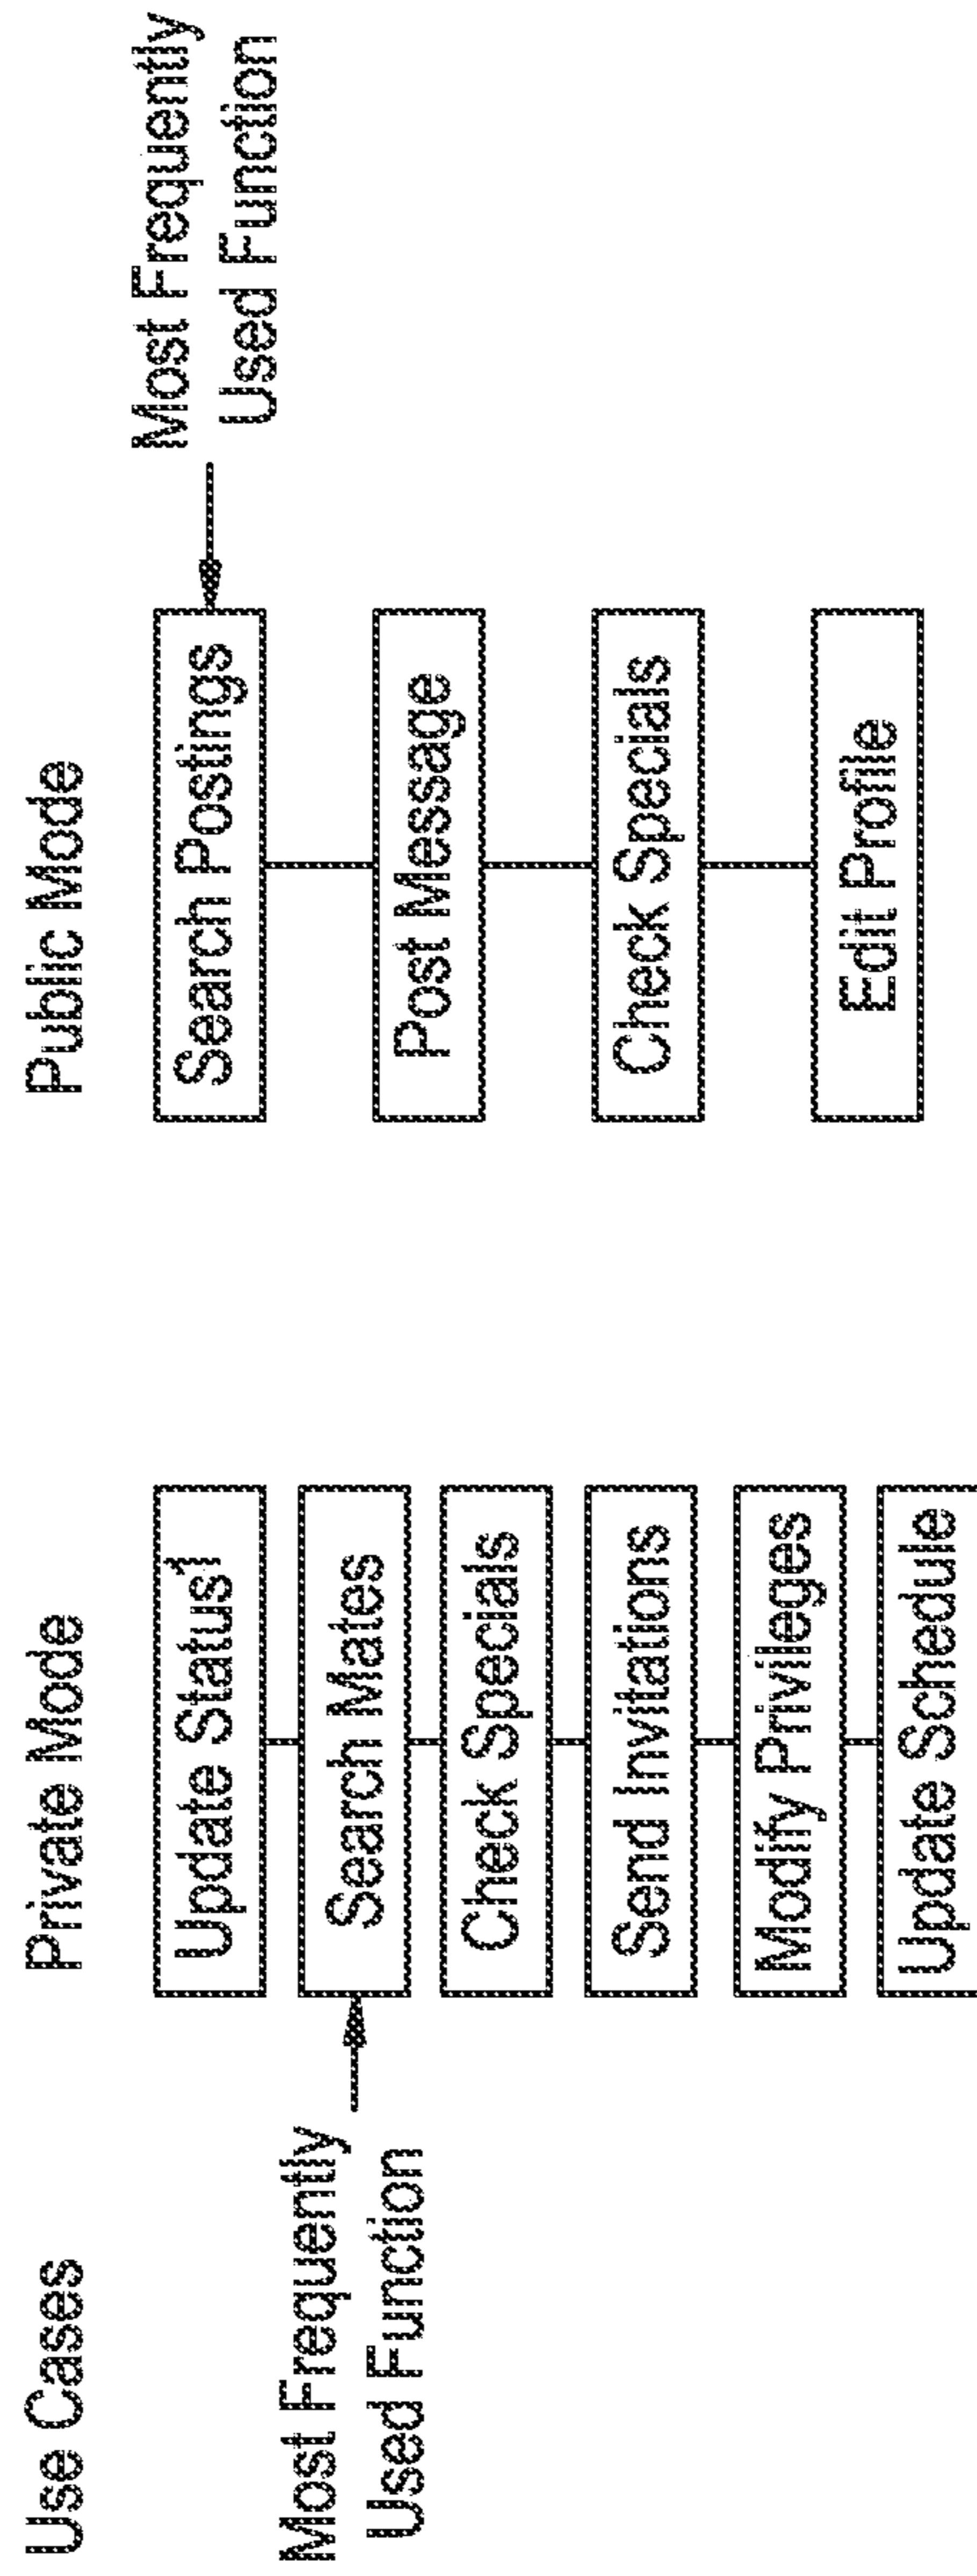 Use Cases
Private Mode
Public Mode
Update Status¹
Search Mates
Check Specials
Send Invitations
Modify Privileges
Update Schedule
Most Frequently
Used Function
Search Postings
Post Message
Check Specials
Edit Profile
Most Frequently
Used Function